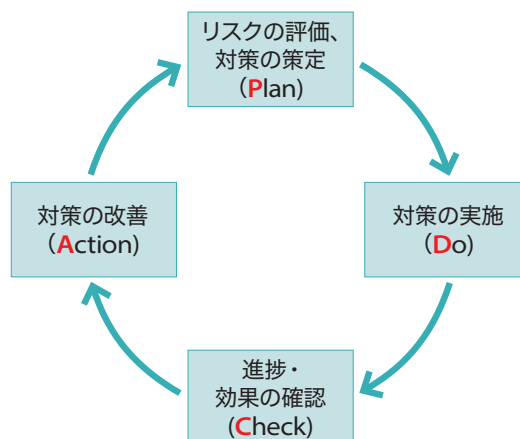 リスクの評価、
対策の策定
（Plan)
対策の実施
（Do)
進捗・
効果の確認
(Check)
対策の改善
（Action)